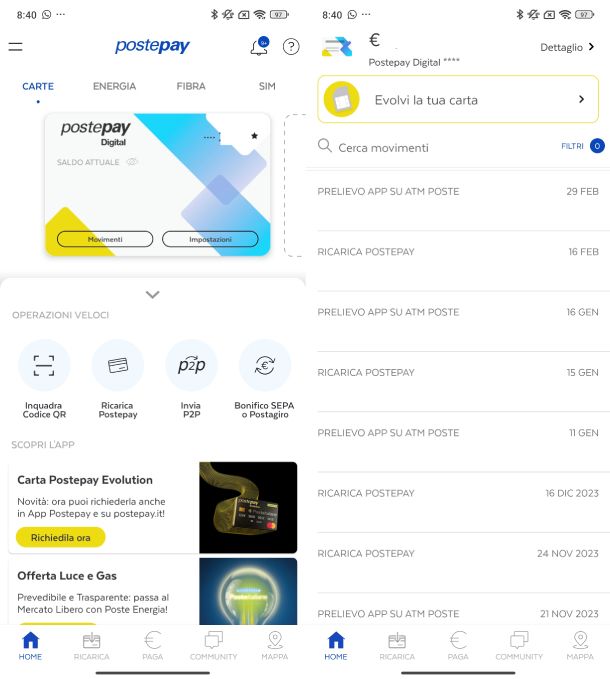 8:40 ... 97
postepay
9+ ?
CARTE ENERGIA FIBRA SIM
postepay
Digital
SALDO ATTUALE
Movimenti Impostazioni
OPERAZIONI VELOCI
p2p
Inquadra
Codice QR
Ricarica
Postepay
Invia
P2P
Bonifico SEPA
o Postagiro
SCOPRI L'APP
Carta Postepay Evolution
Novità: ora puoi richiederla anche
in App Postepay e su postepay.it!
Richiedila ora
postepay
Offerta Luce e Gas
Prevedibile e Trasparente: passa al
Mercato Libero con Poste Energia!
HOME RICARICA PAGA COMMUNITY MAPPA
8:40 ... 97
€
Dettaglio
Postepay Digital ****
Evolvi la tua carta
Cerca movimenti
FILTRI 0
PRELIEVO APP SU ATM POSTE 29 FEB
RICARICA POSTEPAY 16 FEB
PRELIEVO APP SU ATM POSTE 16 GEN
RICARICA POSTEPAY 15 GEN
PRELIEVO APP SU ATM POSTE 11 GEN
RICARICA POSTEPAY 16 DIC 2023
RICARICA POSTEPAY 24 NOV 2023
PRELIEVO APP SU ATM POSTE 21 NOV 2023
HOME RICARICA PAGA COMMUNITY MAPPA